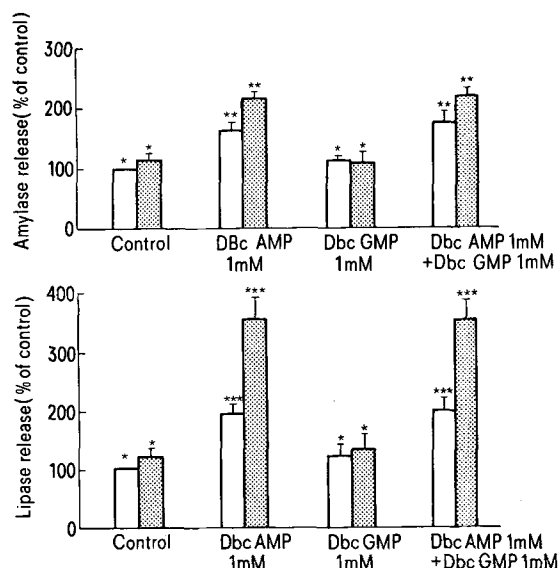 Amylase release (% of control)
300
200
100
0
* * ** ** * * ** **
Control DBc AMP Dbc GMP Dbc AMP 1mM
1mM 1mM +Dbc GMP 1mM
Lipase release (% of control)
400
300
200
100
0
* * *** *** * * *** ***
Control Dbc AMP Dbc GMP Dbc AMP 1mM
1mM 1mM +Dbc GMP 1mM